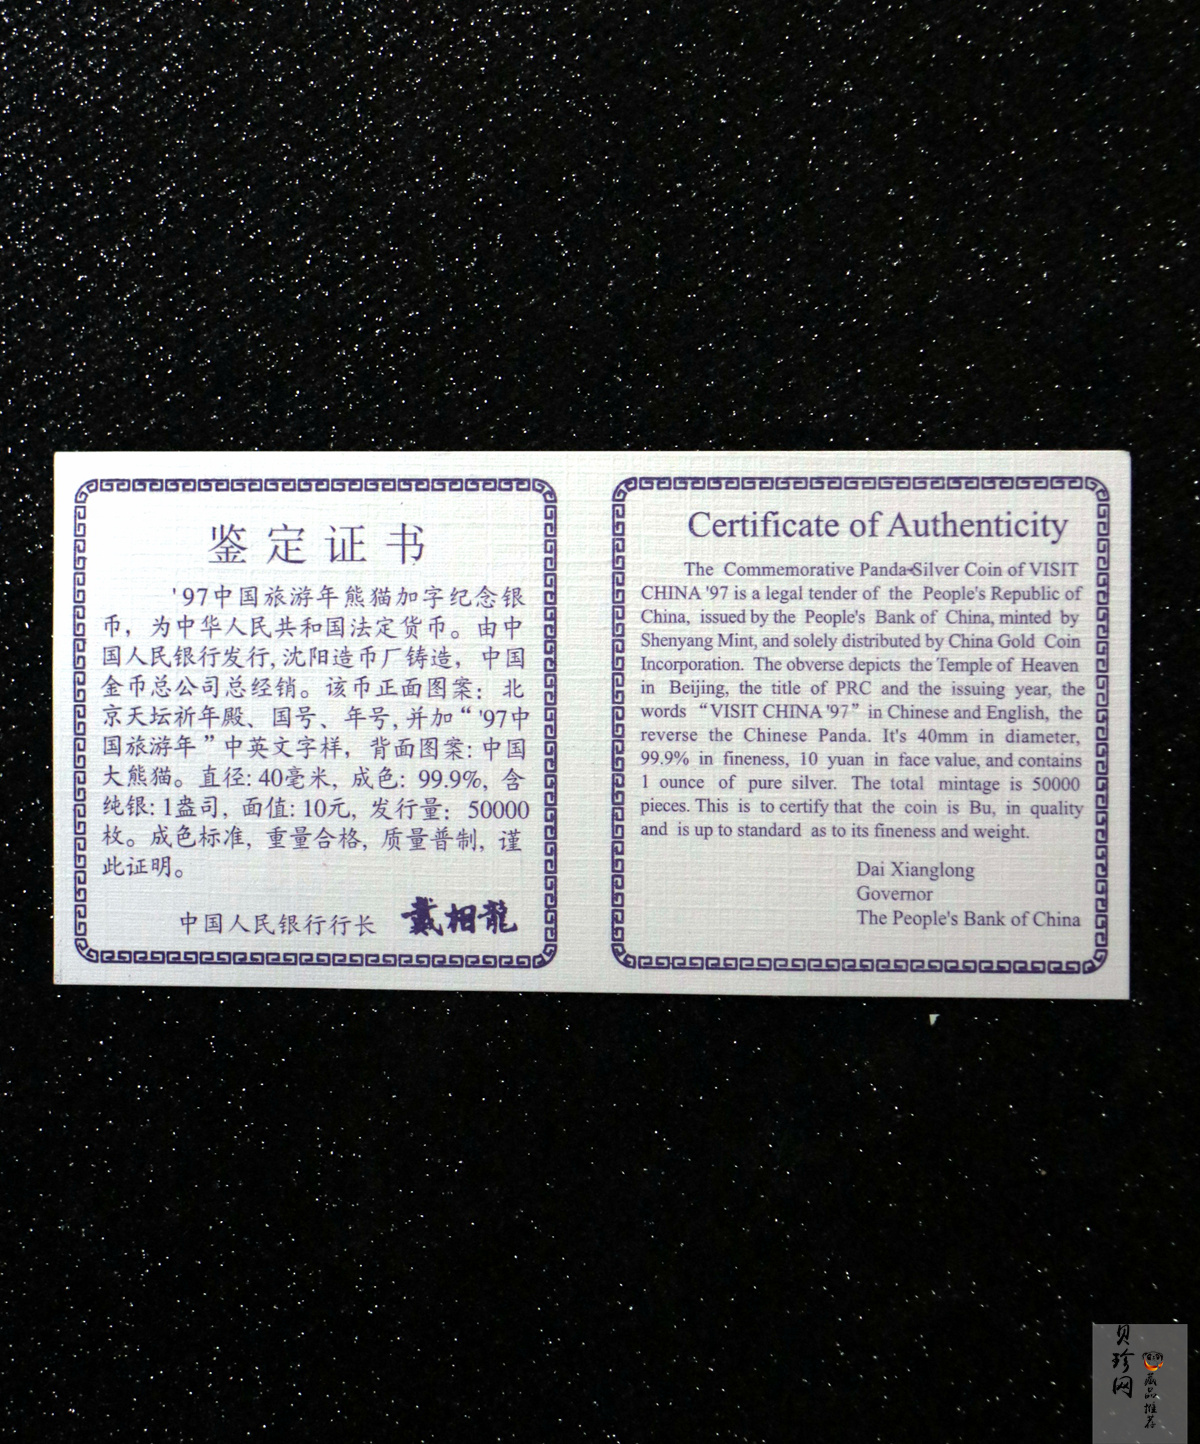 鉴定证书
'97中国旅游年熊猫加字纪念银
币，为中华人民共和国法定货币。由中
国人民银行发行,沈阳造币厂铸造，中国
金币总公司总经销。该币正面图案：北
京天坛祈年殿、国号、年号,并加“'97中
国旅游年”中英文字样，背面图案:中国
大熊猫。直径:40毫米，成色: 99.9%，含
纯银:1盎司，面值:10元，发行量：50000
枚。成色标准，重量合格，质量普制，谨
此证明。
中国人民银行行长 戴相龍
Certificate of Authenticity
The Commemorative Panda-Silver Coin of VISIT
CHINA '97 is a legal tender of the People's Republic of
China, issued by the People's Bank of China, minted by
Shenyang Mint, and solely distributed by China Gold Coin
Incorporation. The obverse depicts the Temple of Heaven
in Beijing, the title of PRC and the issuing year, the
words “VISIT CHINA '97” in Chinese and English, the
reverse the Chinese Panda. It's 40mm in diameter,
99.9% in fineness, 10 yuan in face value, and contains
1 ounce of pure silver. The total mintage is 50000
pieces. This is to certify that the coin is Bu, in quality
and is up to standard as to its fineness and weight.
Dai Xianglong
Governor
The People's Bank of China
贝珍网
藏品推荐